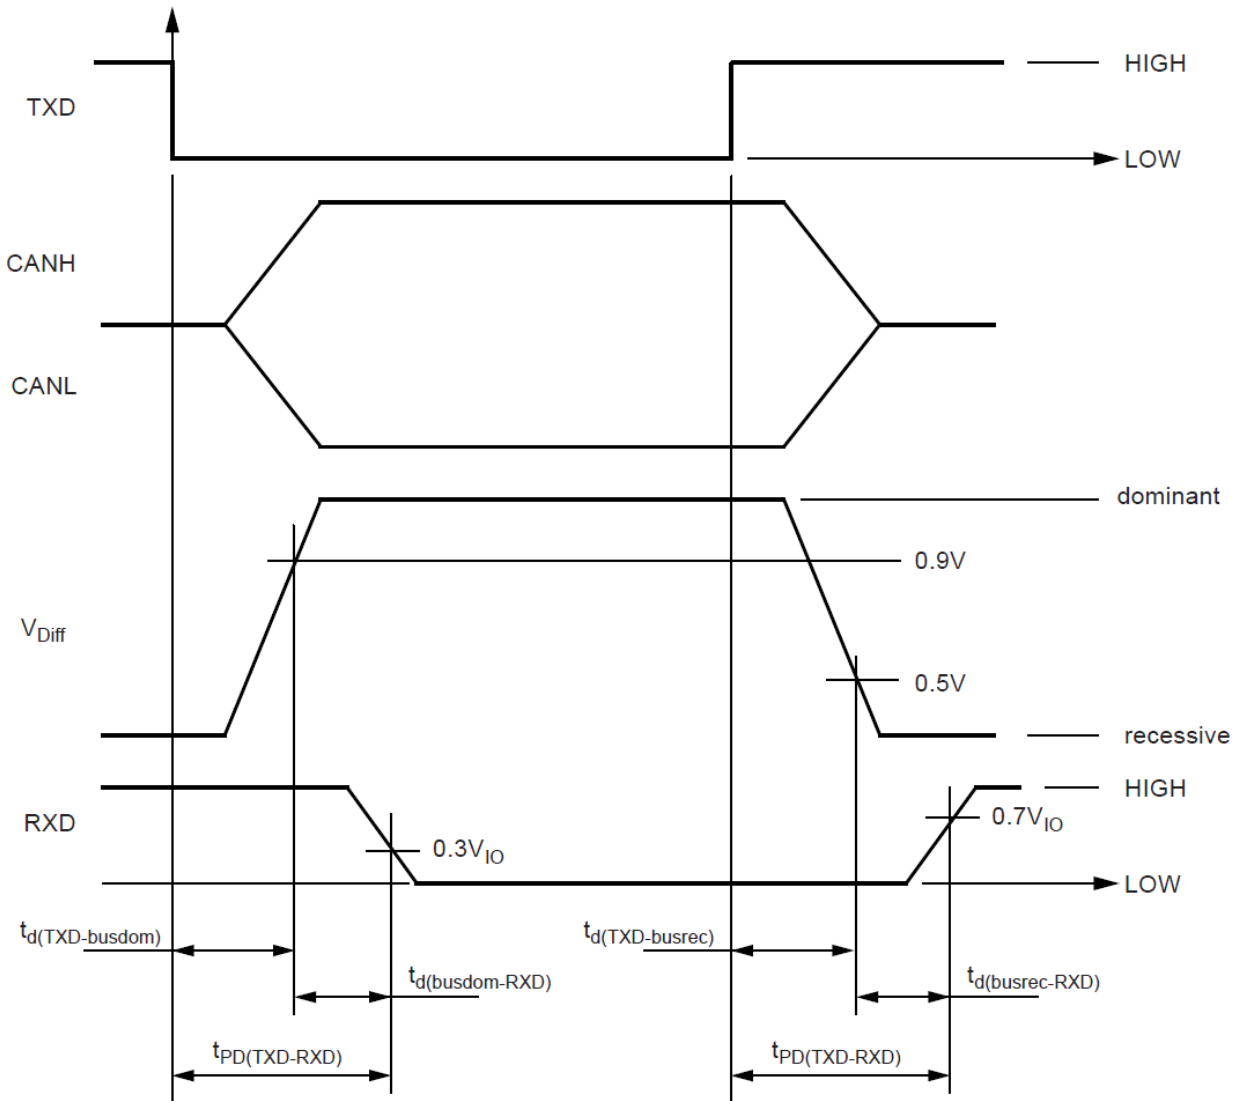 HIGH
TXD
LOW
CANH
CANL
dominant
0.9V
VDiff
0.5V
recessive
HIGH
RXD
0.7VIO
0.3VIO
LOW
td(TXD-busdom)
td(TXD-busrec)
td(busdom-RXD)
td(busrec-RXD)
tPD(TXD-RXD)
tPD(TXD-RXD)